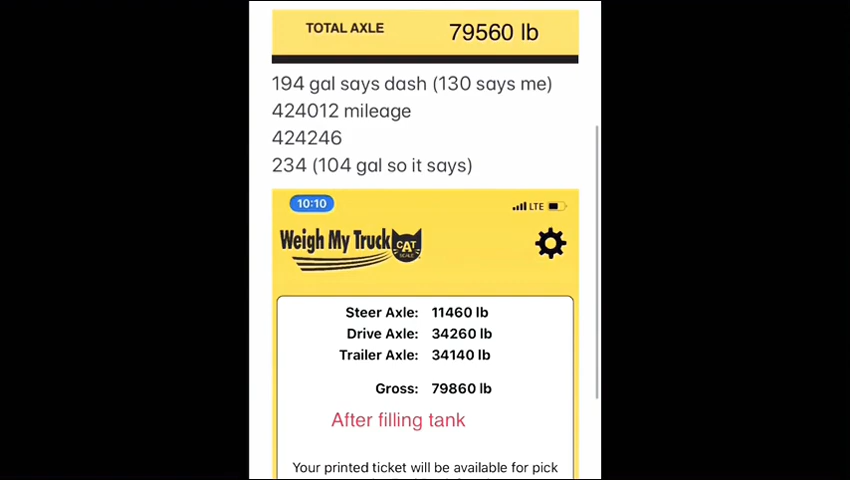 TOTAL AXLE 79560 lb
194 gal says dash (130 says me)
424012 mileage
424246
234 (104 gal so it says)
10:10 LTE
Weigh My Truck CAT SCALE
Steer Axle: 11460 lb
Drive Axle: 34260 lb
Trailer Axle: 34140 lb
Gross: 79860 lb
After filling tank
Your printed ticket will be available for pick